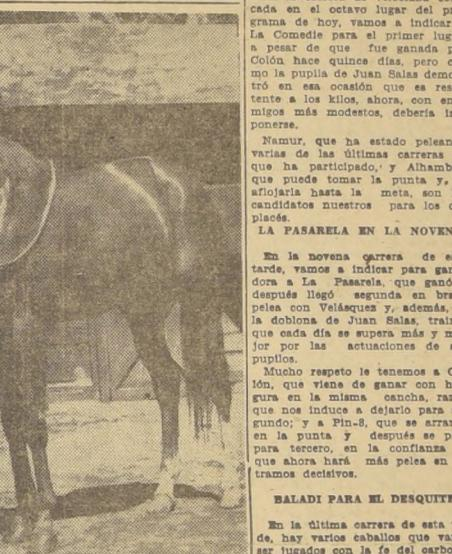 cada en el octavo lugar del pr
grama de hoy, vamos a indicar
La Comedie para el primer lug
a pesar de que fue ganada p
Colón hace quince días, pero c
mo la pupila de Juan Salas demo
tró en esa ocasión que es res
tente a los kilos, ahora, con en
migos más modestos, debería i
ponerse.
Namur, que ha estado pelean
varias de las últimas carreras
que ha participado, y Alhamb
que puede tomar la punta y,
aflojarla hasta la meta, son
candidatos nuestros para los
placés.
LA PASARELA EN LA NOVEN
En la novena carrera de e
tarde, vamos a indicar para gan
dora a La Pasarela, que ganó
después llegó segunda en bra
pelea con Velásquez y, además,
la doblona de Juan Salas, trai
que cada día se supera más y m
jor por las actuaciones de
pupilos.
Mucho respeto le tenemos a C
lón, que viene de ganar con h
gura en la misma cancha, raz
que nos induce a dejarlo para
gundo; y a Pin-8, que se arran
en la punta y después se p
para tercero, en la confianza
que ahora hará más pelea en
tramos decisivos.
BALADI PARA EL DESQUITE
En la última carrera de esta
de, hay varios caballos que va
ser jugados con la fe del carbo